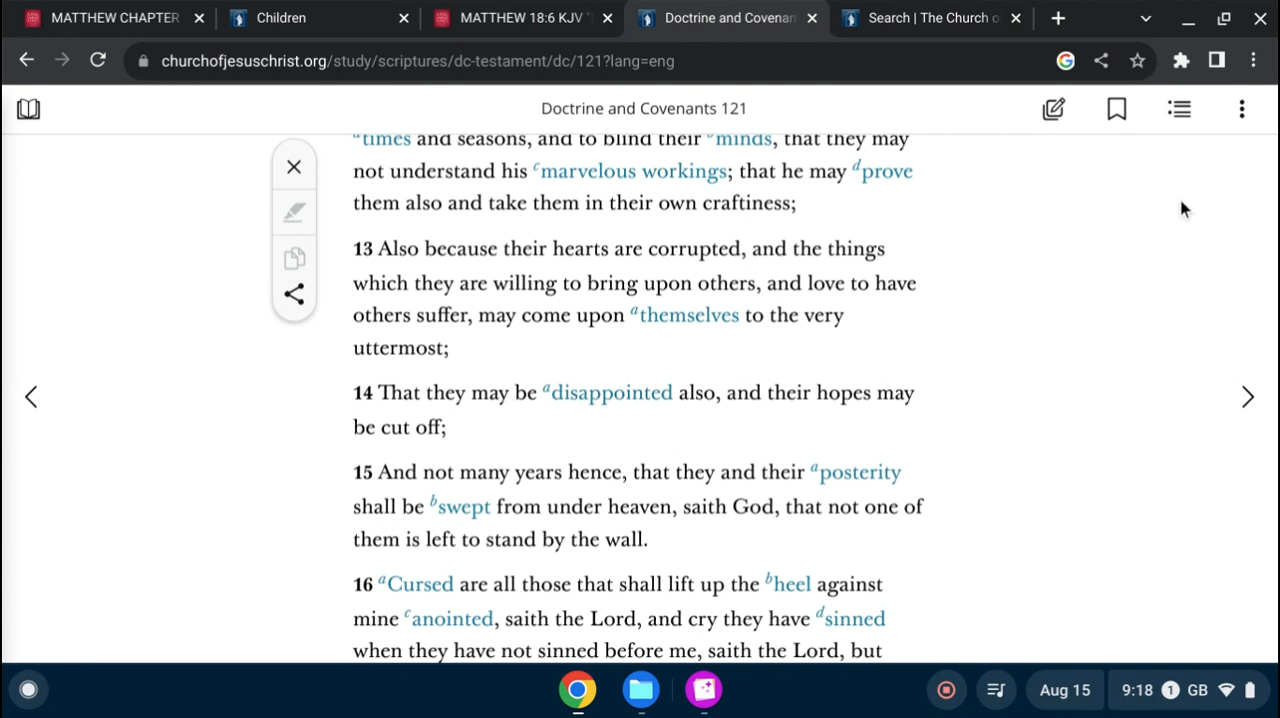 MATTHEW CHAPTER
Children
MATTHEW 18:6 KJV "
Doctrine and Covenan
Search | The Church o
churchofjesuschrist.org/study/scriptures/dc-testament/dc/121?lang=eng
Doctrine and Covenants 121
a times and seasons, and to blind their b minds, that they may
not understand his c marvelous workings; that he may d prove
them also and take them in their own craftiness;
13 Also because their hearts are corrupted, and the things
which they are willing to bring upon others, and love to have
others suffer, may come upon a themselves to the very
uttermost;
14 That they may be a disappointed also, and their hopes may
be cut off;
15 And not many years hence, that they and their a posterity
shall be b swept from under heaven, saith God, that not one of
them is left to stand by the wall.
16 a Cursed are all those that shall lift up the b heel against
mine c anointed, saith the Lord, and cry they have d sinned
when they have not sinned before me, saith the Lord, but
Aug 15
9:18 1 GB